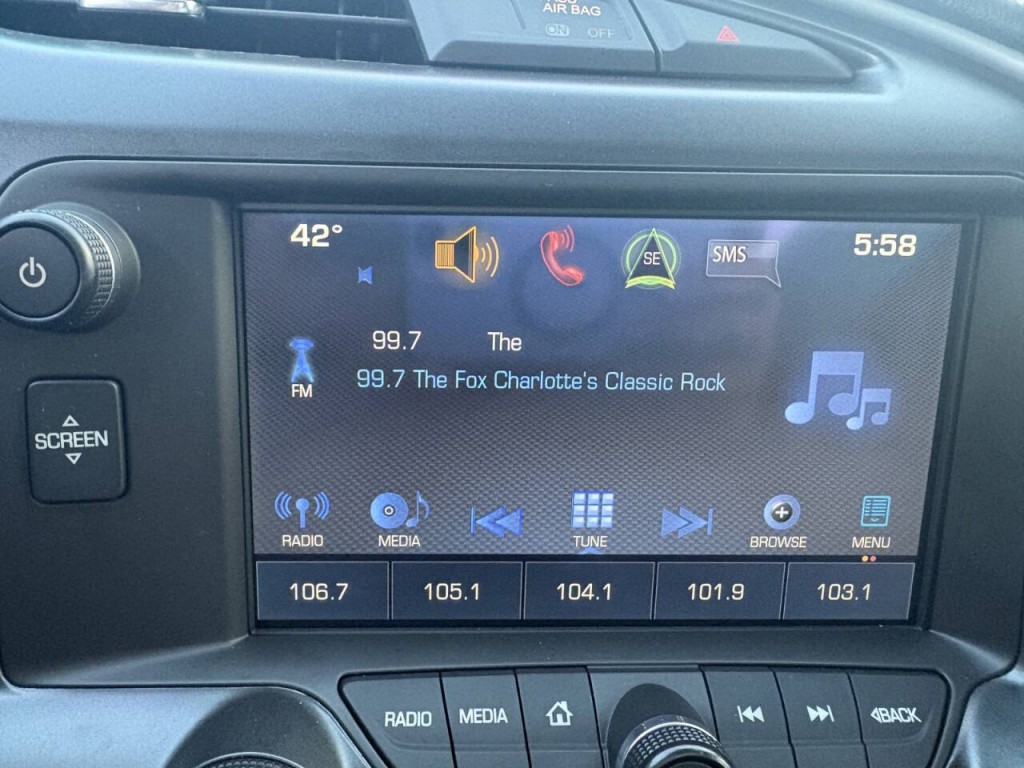 AIR BAG
ON OFF
42° 5:58
SE
SMS
99.7 The
99.7 The Fox Charlotte's Classic Rock
FM
SCREEN
RADIO MEDIA TUNE BROWSE MENU
106.7 105.1 104.1 101.9 103.1
RADIO MEDIA BACK